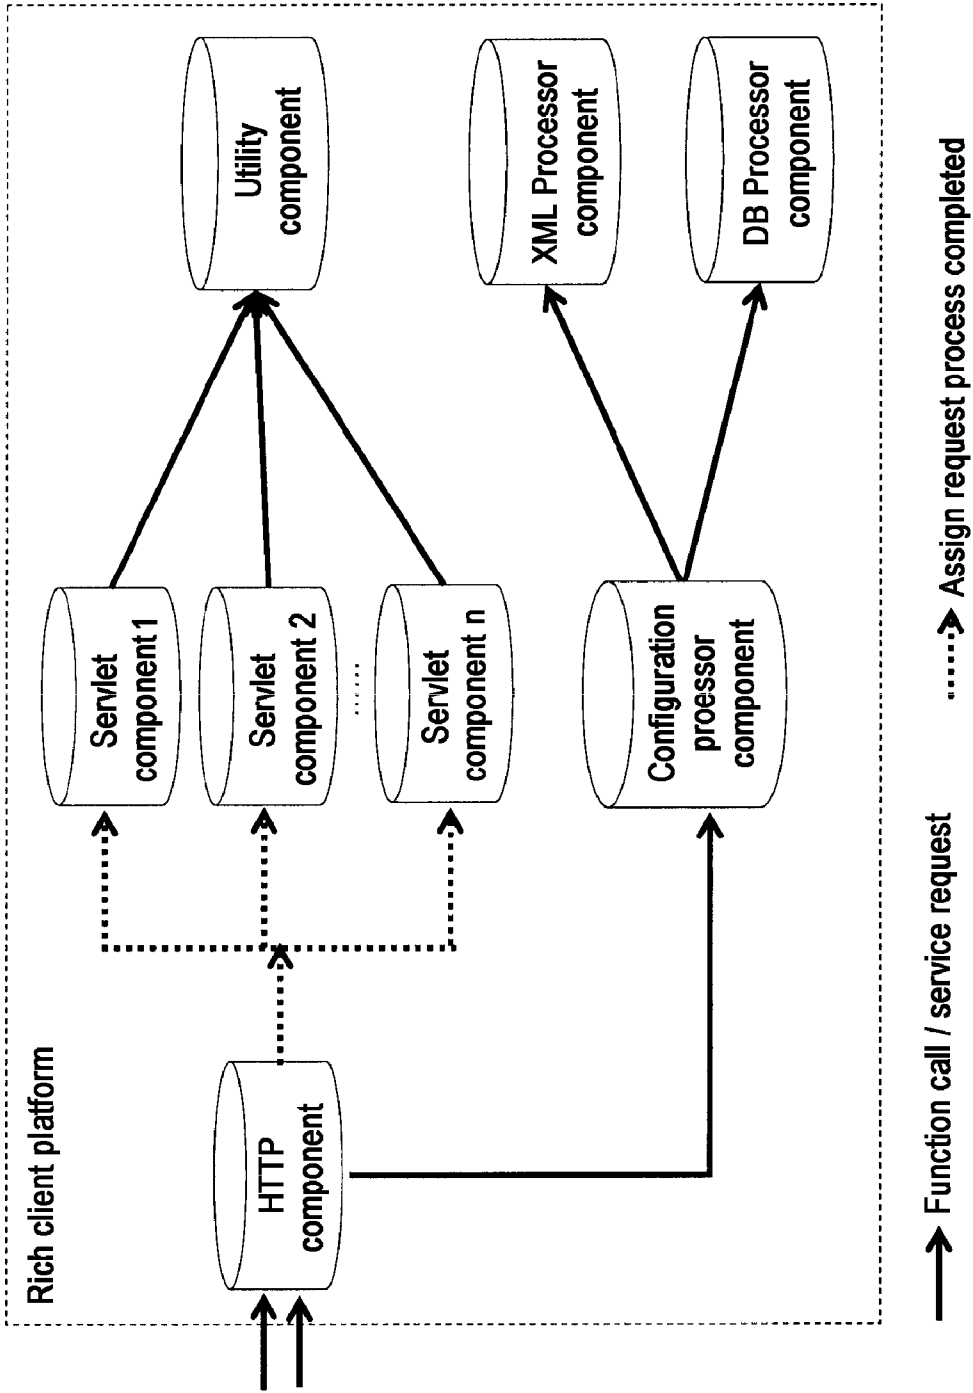 Rich client platform
HTTP
component
Servlet
component 1
Servlet
component 2
......
Servlet
component n
Utility
component
Configuration
proessor
component
XML Processor
component
DB Processor
component
Function call / service request
Assign request process completed